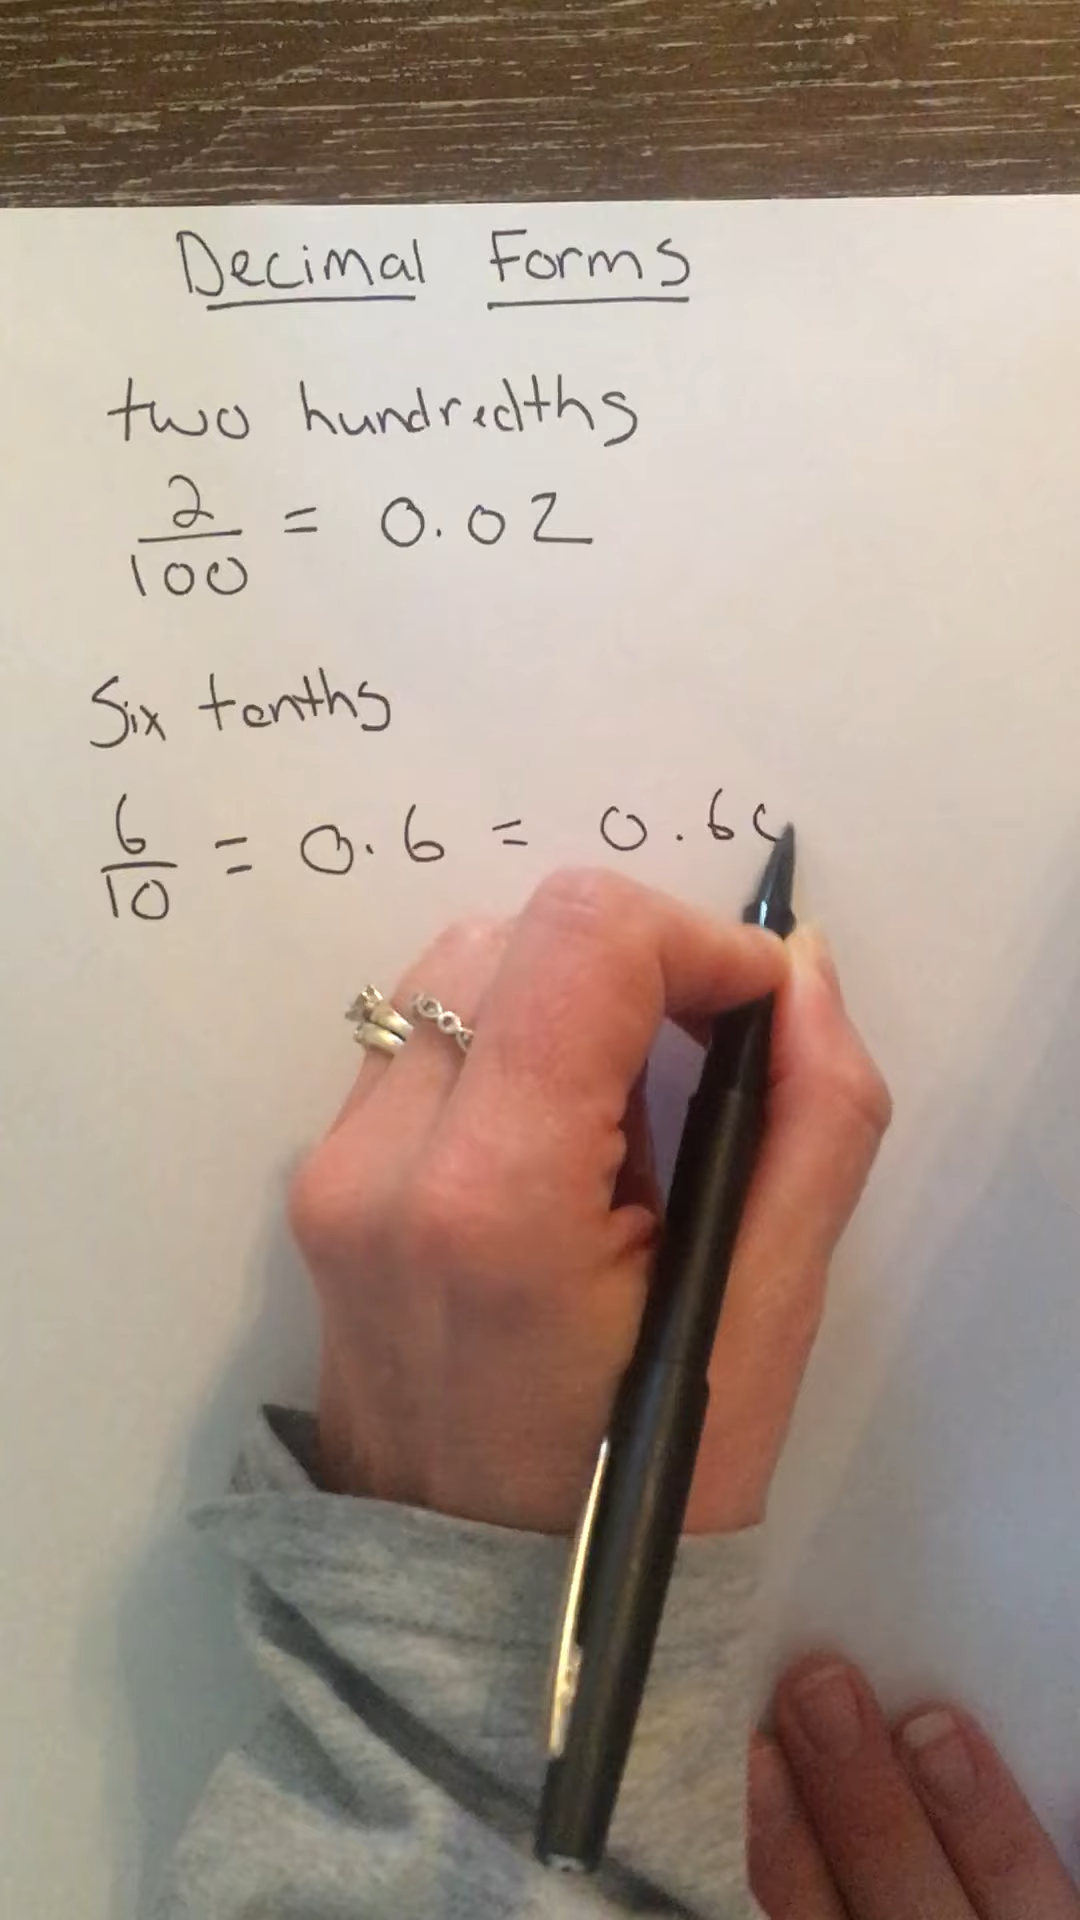 Decimal Forms
two hundredths
2/100 = 0.02
Six tenths
6/10 = 0.6 = 0.6